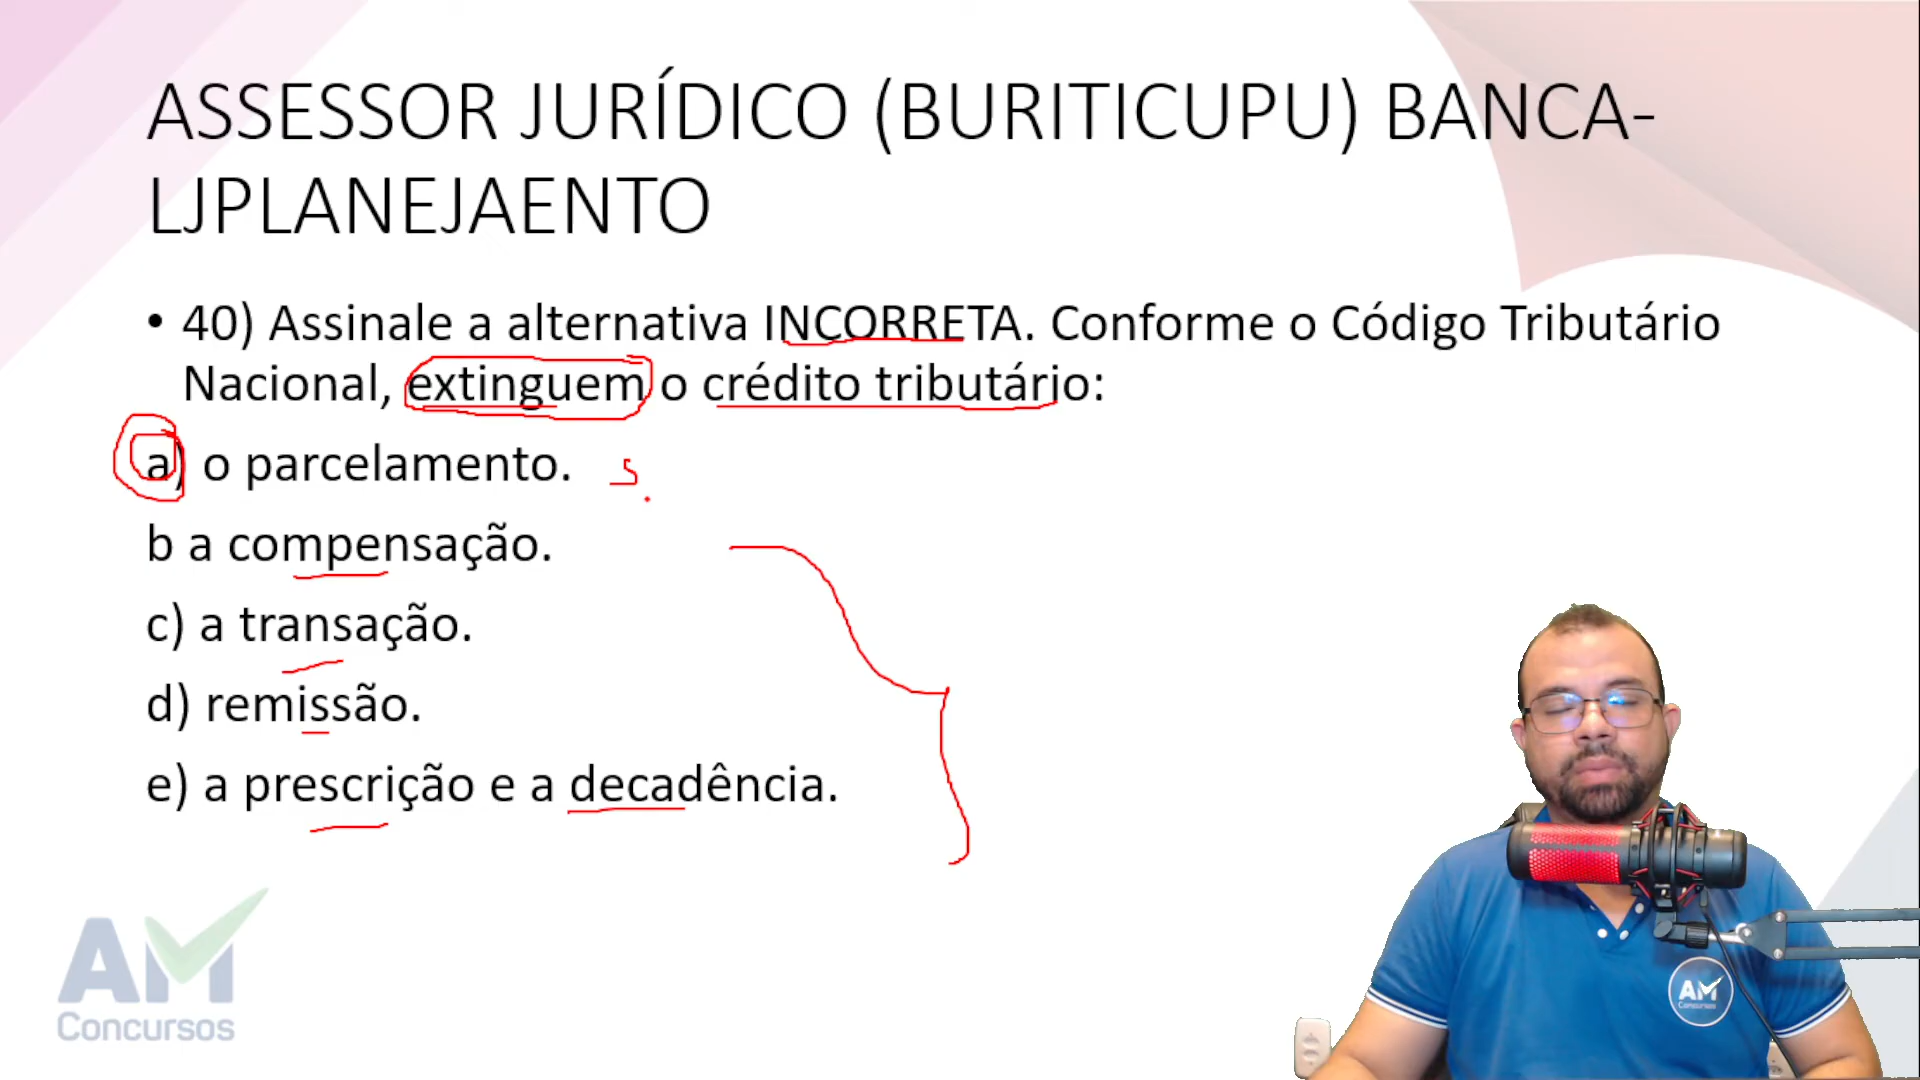 ASSESSOR JURÍDICO (BURITICUPU) BANCA-
LJPLANEJAENTO
• 40) Assinale a alternativa INCORRETA. Conforme o Código Tributário
Nacional, extinguem o crédito tributário:
a) o parcelamento. s.
b a compensação.
c) a transação.
d) remissão.
e) a prescrição e a decadência.
AM
Concursos
AM
Concursos